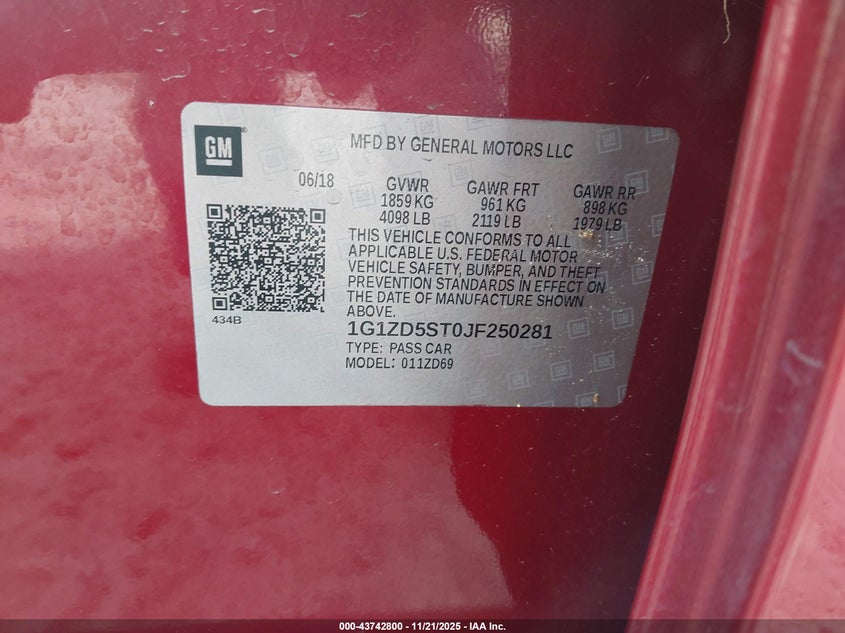 GM
MFD BY GENERAL MOTORS LLC
06/18
GVWR
1859 KG
4098 LB
GAWR FRT
961 KG
2119 LB
GAWR RR
898 KG
1979 LB
THIS VEHICLE CONFORMS TO ALL
APPLICABLE U.S. FEDERAL MOTOR
VEHICLE SAFETY, BUMPER, AND THEFT
PREVENTION STANDARDS IN EFFECT ON
THE DATE OF MANUFACTURE SHOWN
ABOVE.
434B
1G1ZD5ST0JF250281
TYPE: PASS CAR
MODEL: 011ZD69
000-43742800 - 11/21/2025 - IAA Inc.